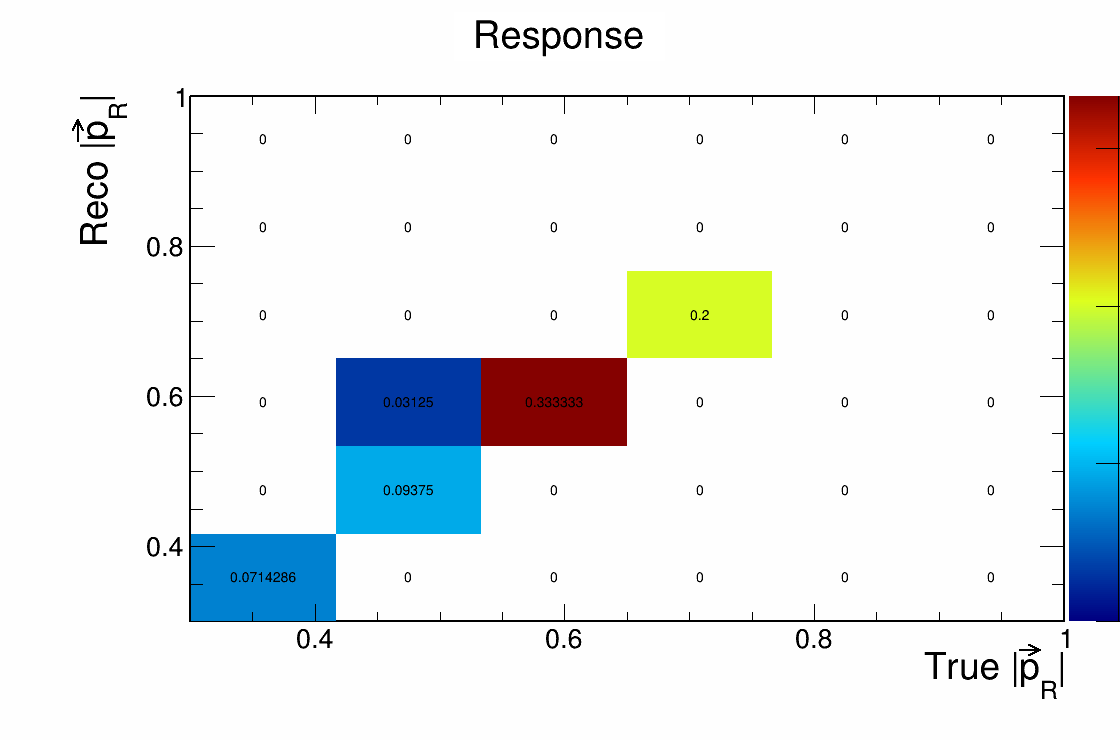 Response
Reco |p⃗_R|
1
0.8
0.6
0.4
0 0 0 0 0 0
0 0 0 0 0 0
0 0 0 0.2 0 0
0 0.03125 0.333333 0 0 0
0 0.09375 0 0 0 0
0.0714286 0 0 0 0 0
0.4 0.6 0.8 1
True |p⃗_R|